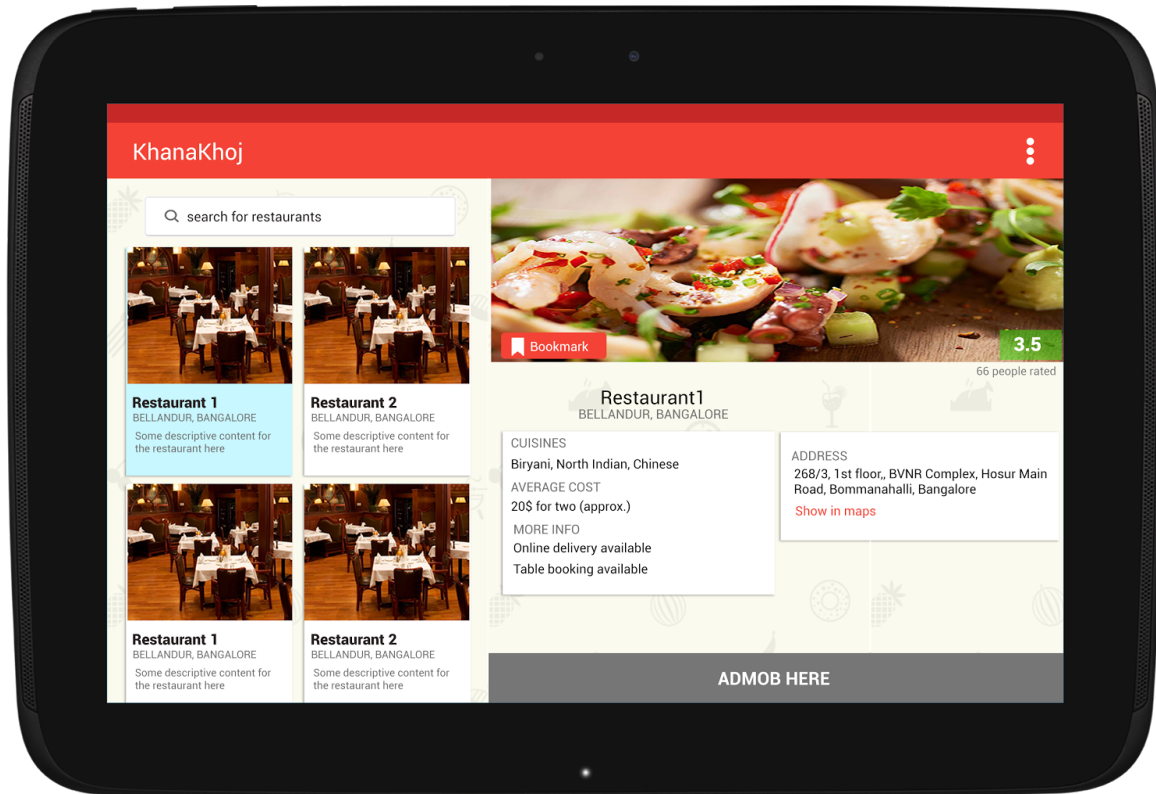 KhanaKhoj
search for restaurants
Restaurant 1
BELLANDUR, BANGALORE
Some descriptive content for
the restaurant here
Restaurant 2
BELLANDUR, BANGALORE
Some descriptive content for
the restaurant here
Restaurant 1
BELLANDUR, BANGALORE
Some descriptive content for
the restaurant here
Restaurant 2
BELLANDUR, BANGALORE
Some descriptive content for
the restaurant here
Bookmark
3.5
66 people rated
Restaurant1
BELLANDUR, BANGALORE
CUISINES
Biryani, North Indian, Chinese
AVERAGE COST
20$ for two (approx.)
MORE INFO
Online delivery available
Table booking available
ADDRESS
268/3, 1st floor,, BVNR Complex, Hosur Main
Road, Bommanahalli, Bangalore
Show in maps
ADMOB HERE